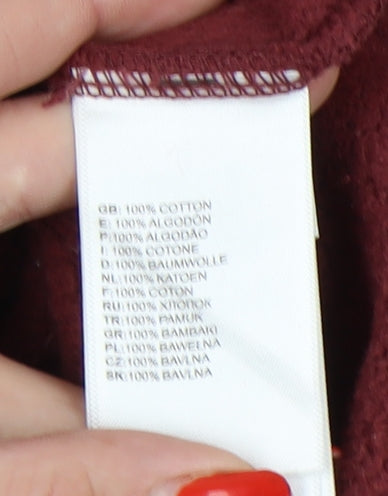 GB: 100% COTTON
E: 100% ALGODÓN
P: 100% ALGODÃO
I: 100% COTONE
D: 100% BAUMWOLLE
NL: 100% KATOEN
F: 100% COTON
RU: 100% ХЛОПОК
TR: 100% PAMUK
GR: 100% BAMBAKI
PL: 100% BAWEŁNA
CZ: 100% BAVLNA
SK: 100% BAVLNA